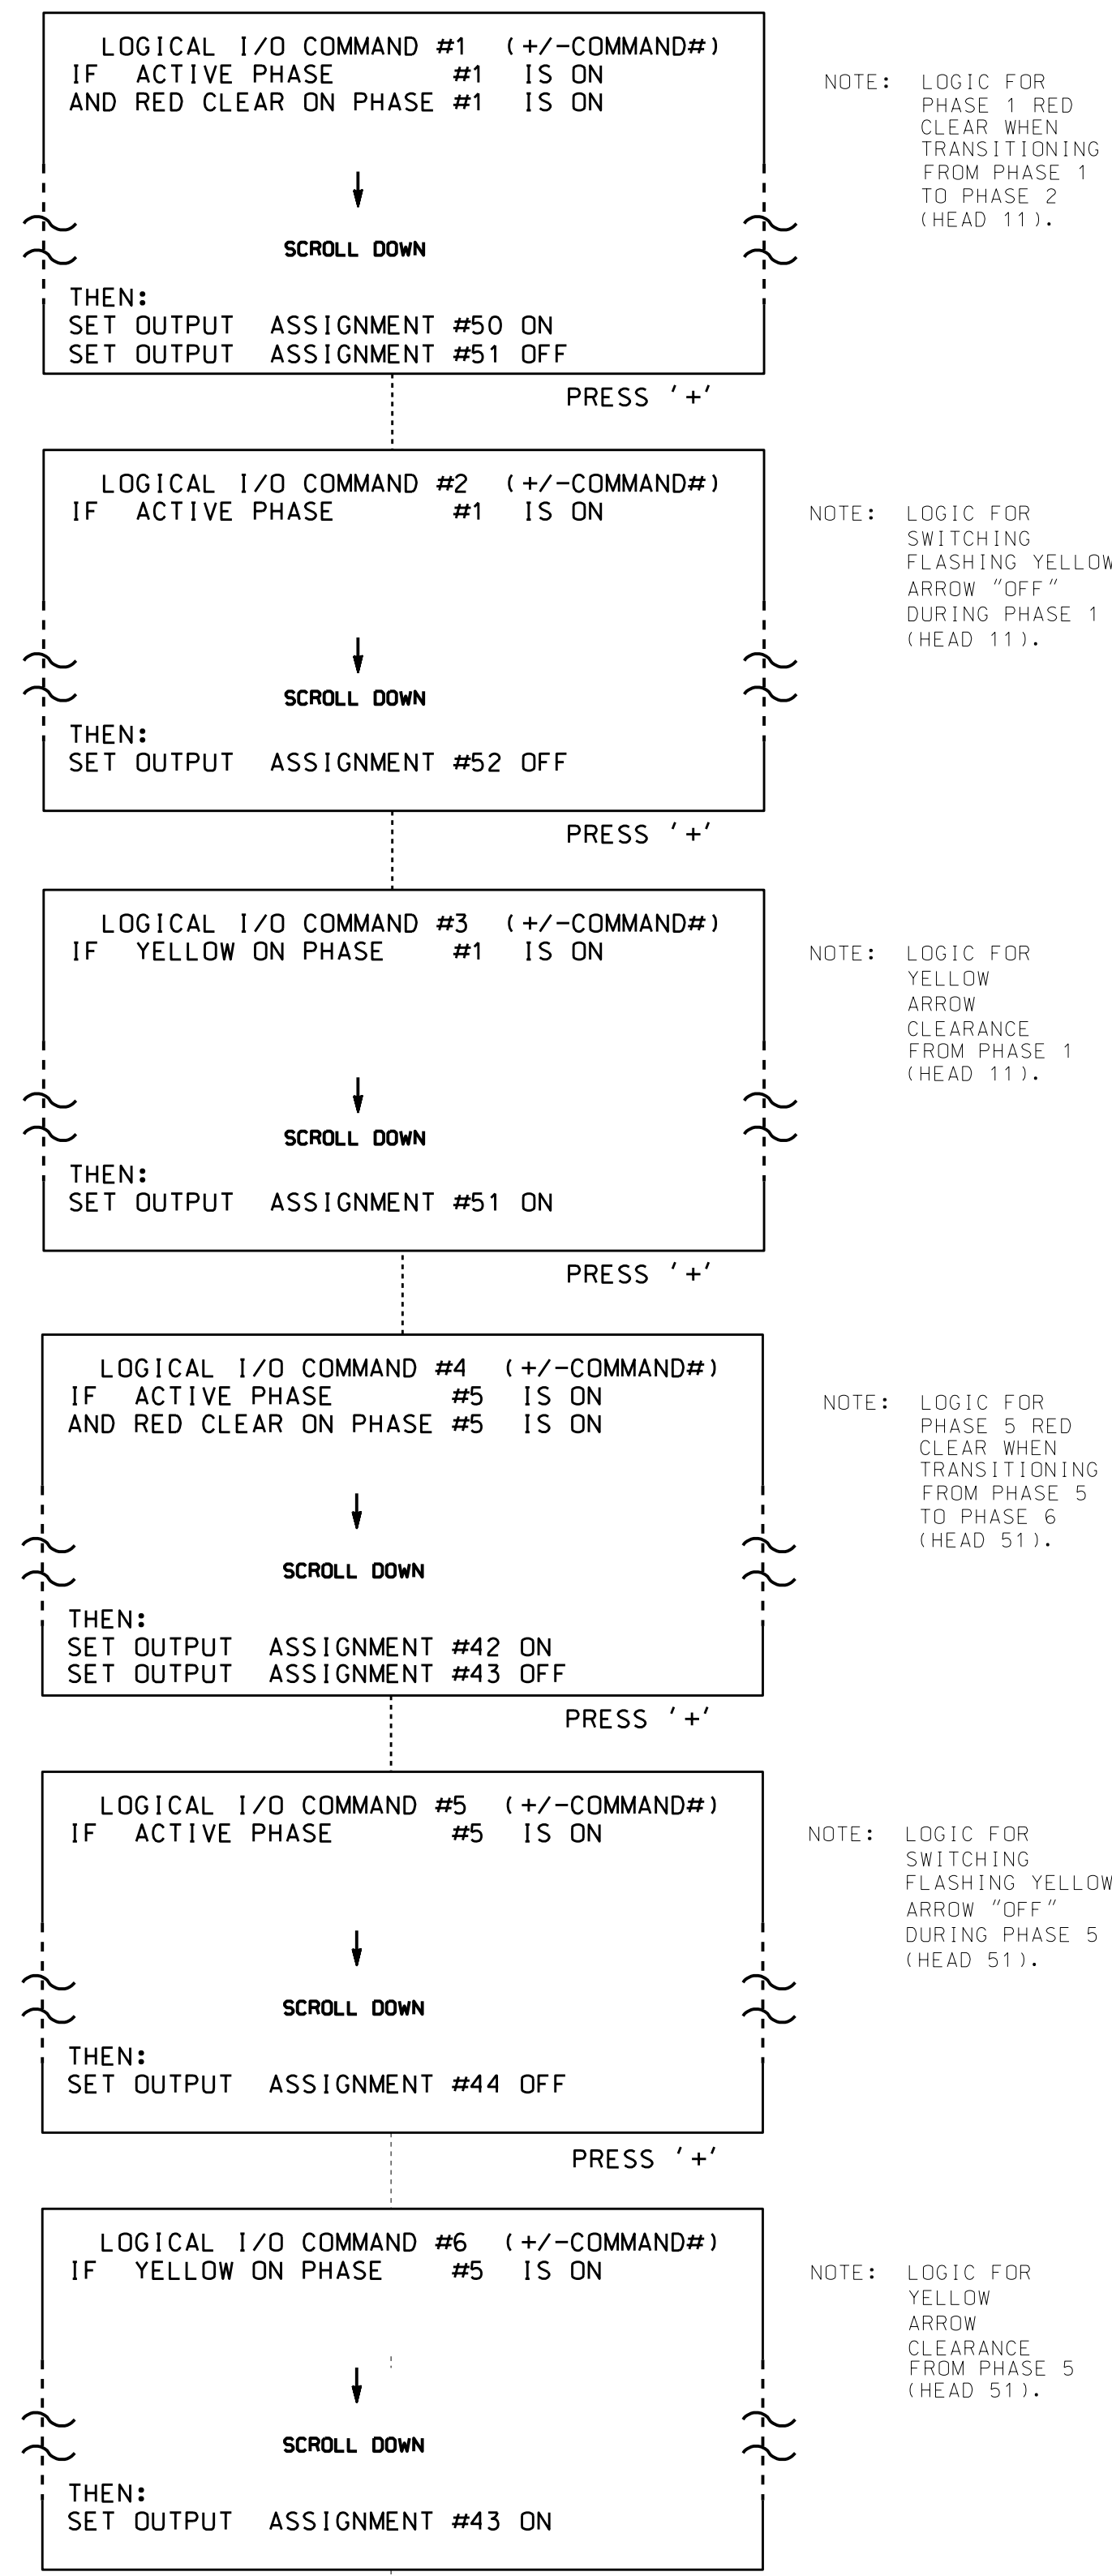 LOGICAL I/O COMMAND #1 (+/-COMMAND#)
IF ACTIVE PHASE #1 IS ON
AND RED CLEAR ON PHASE #1 IS ON
SCROLL DOWN
THEN:
SET OUTPUT ASSIGNMENT #50 ON
SET OUTPUT ASSIGNMENT #51 OFF
NOTE: LOGIC FOR
PHASE 1 RED
CLEAR WHEN
TRANSITIONING
FROM PHASE 1
TO PHASE 2
(HEAD 11).
PRESS '+'
LOGICAL I/O COMMAND #2 (+/-COMMAND#)
IF ACTIVE PHASE #1 IS ON
SCROLL DOWN
THEN:
SET OUTPUT ASSIGNMENT #52 OFF
NOTE: LOGIC FOR
SWITCHING
FLASHING YELLOW
ARROW "OFF"
DURING PHASE 1
(HEAD 11).
PRESS '+'
LOGICAL I/O COMMAND #3 (+/-COMMAND#)
IF YELLOW ON PHASE #1 IS ON
SCROLL DOWN
THEN:
SET OUTPUT ASSIGNMENT #51 ON
NOTE: LOGIC FOR
YELLOW
ARROW
CLEARANCE
FROM PHASE 1
(HEAD 11).
PRESS '+'
LOGICAL I/O COMMAND #4 (+/-COMMAND#)
IF ACTIVE PHASE #5 IS ON
AND RED CLEAR ON PHASE #5 IS ON
SCROLL DOWN
THEN:
SET OUTPUT ASSIGNMENT #42 ON
SET OUTPUT ASSIGNMENT #43 OFF
NOTE: LOGIC FOR
PHASE 5 RED
CLEAR WHEN
TRANSITIONING
FROM PHASE 5
TO PHASE 6
(HEAD 51).
PRESS '+'
LOGICAL I/O COMMAND #5 (+/-COMMAND#)
IF ACTIVE PHASE #5 IS ON
SCROLL DOWN
THEN:
SET OUTPUT ASSIGNMENT #44 OFF
NOTE: LOGIC FOR
SWITCHING
FLASHING YELLOW
ARROW "OFF"
DURING PHASE 5
(HEAD 51).
PRESS '+'
LOGICAL I/O COMMAND #6 (+/-COMMAND#)
IF YELLOW ON PHASE #5 IS ON
SCROLL DOWN
THEN:
SET OUTPUT ASSIGNMENT #43 ON
NOTE: LOGIC FOR
YELLOW
ARROW
CLEARANCE
FROM PHASE 5
(HEAD 51).